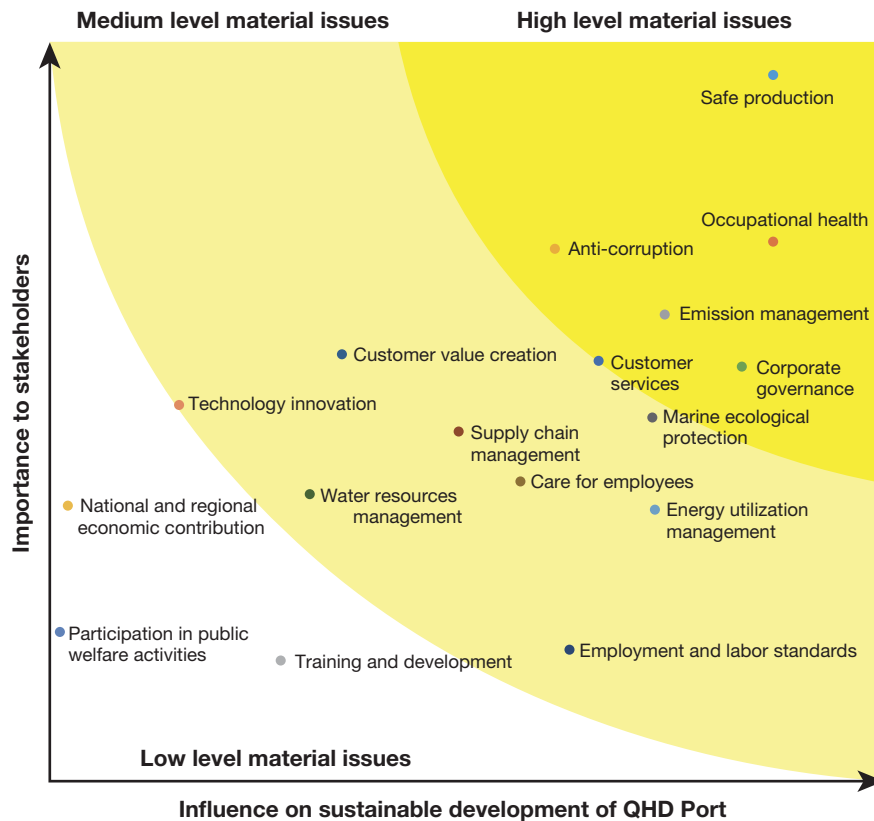 Medium level material issues
High level material issues
Safe production
Occupational health
Anti-corruption
Emission management
Customer value creation
Customer
services
Corporate
governance
Technology innovation
Marine ecological
protection
Supply chain
management
Care for employees
Water resources
management
National and regional
economic contribution
Energy utilization
management
Participation in public
welfare activities
Training and development
Employment and labor standards
Low level material issues
Importance to stakeholders
Influence on sustainable development of QHD Port